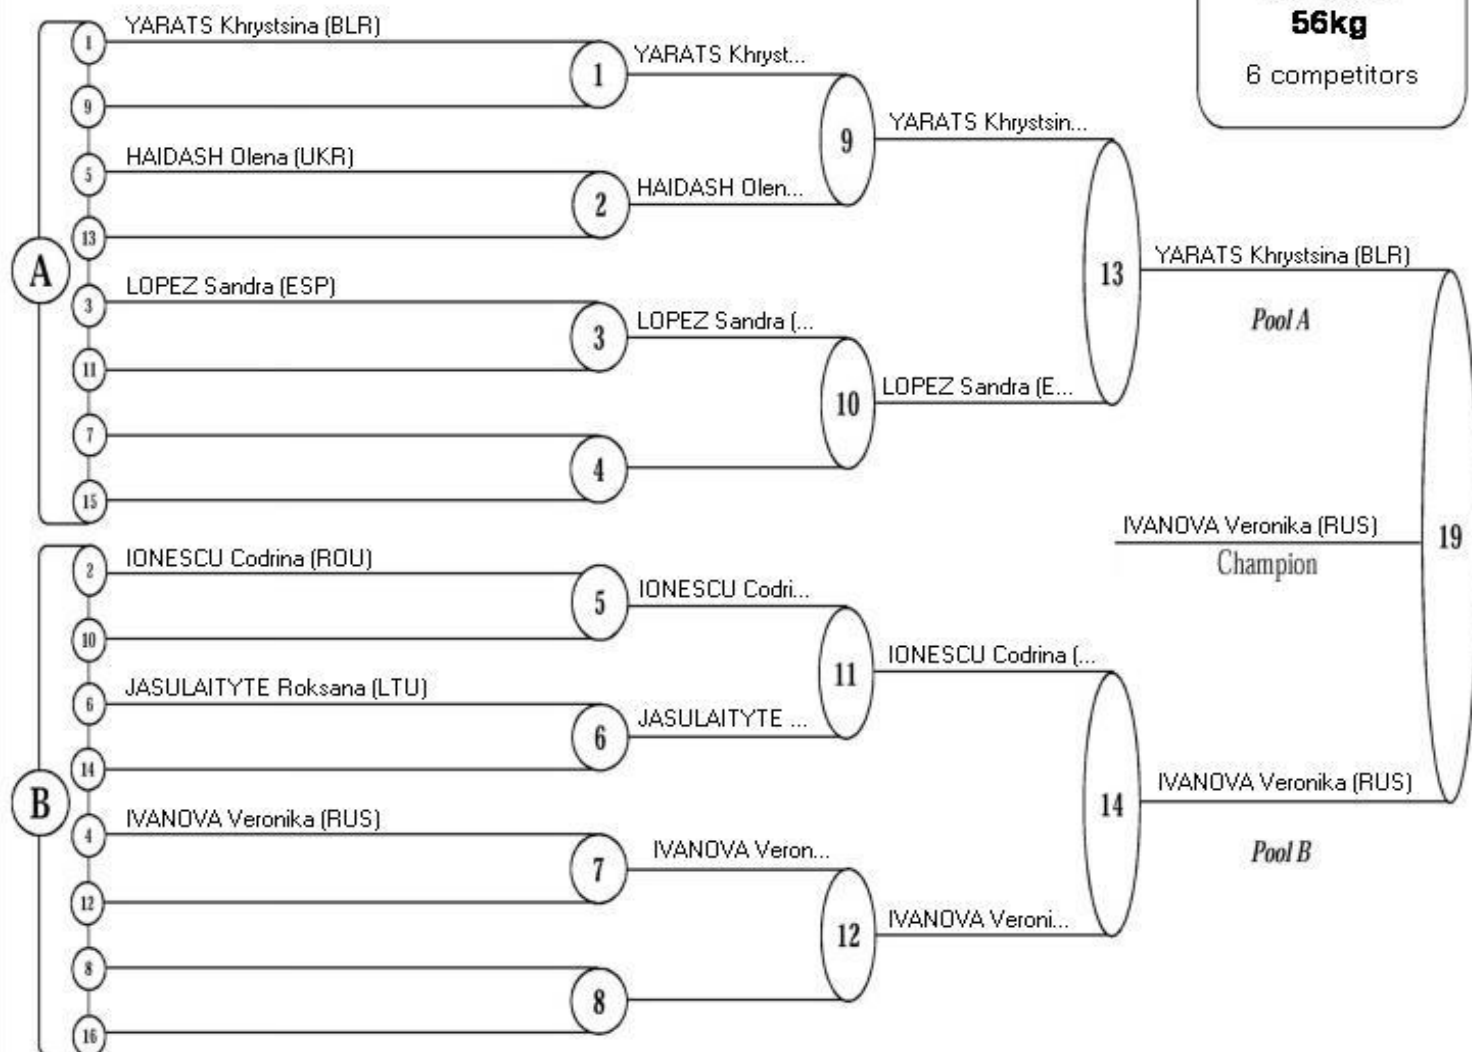 56kg
6 competitors
A
1
YARATS Khrystsina (BLR)
9
5
HAIDASH Olena (UKR)
13
3
LOPEZ Sandra (ESP)
11
7
15
1
YARATS Khryst...
2
HAIDASH Olen...
3
LOPEZ Sandra (...
4
9
YARATS Khrystsin...
10
LOPEZ Sandra (E...
13
YARATS Khrystsina (BLR)
Pool A
B
2
IONESCU Codrina (ROU)
10
6
JASULAITYTE Roksana (LTU)
14
4
IVANOVA Veronika (RUS)
12
8
16
5
IONESCU Codri...
6
JASULAITYTE ...
7
IVANOVA Veron...
8
11
IONESCU Codrina (...
12
IVANOVA Veroni...
14
IVANOVA Veronika (RUS)
Pool B
19
IVANOVA Veronika (RUS)
Champion